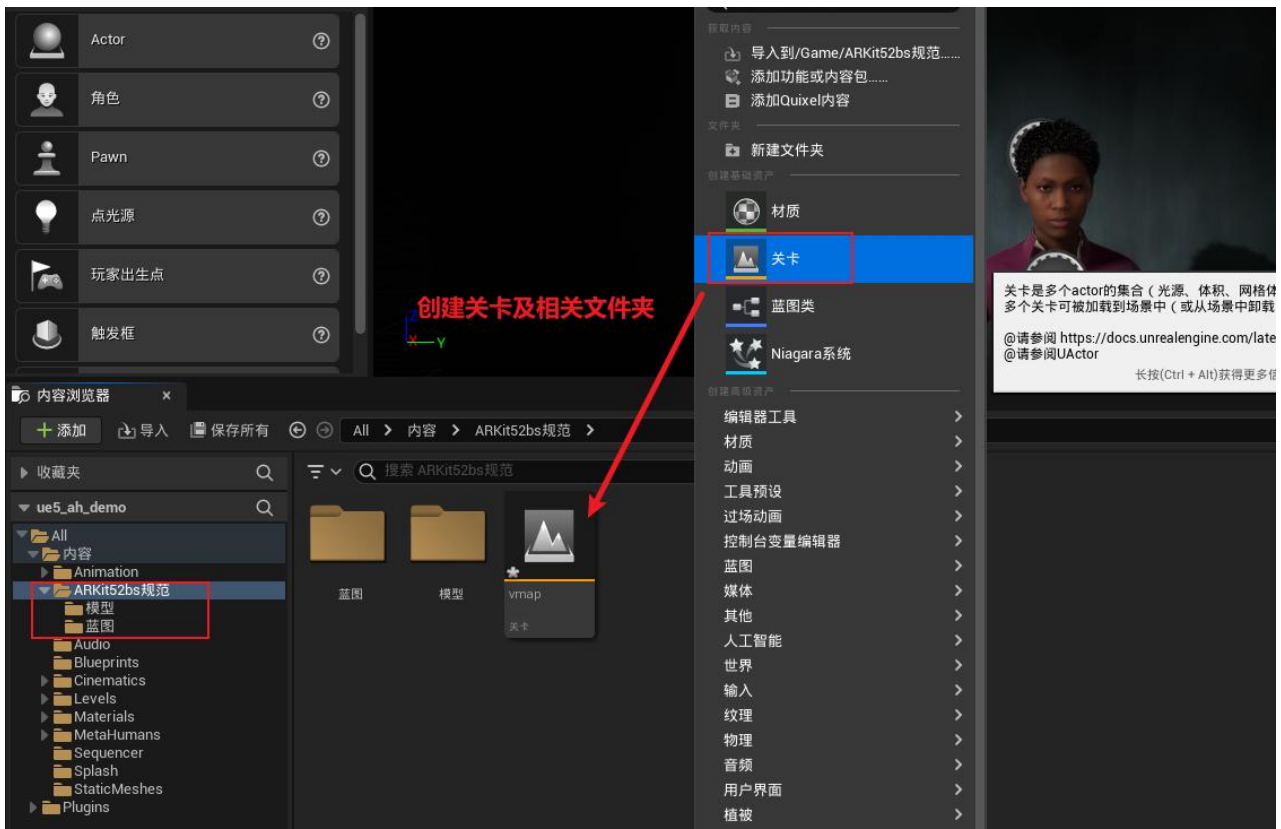 Actor
角色
Pawn
点光源
玩家出生点
触发框
创建关卡及相关文件夹
Z
X
Y
获取内容
导入到/Game/ARKit52bs规范......
添加功能或内容包......
添加Quixel内容
文件夹
新建文件夹
创建基础资产
材质
关卡
蓝图类
Niagara系统
创建高级资产
编辑器工具
材质
动画
工具预设
过场动画
控制台变量编辑器
蓝图
媒体
其他
人工智能
世界
输入
纹理
物理
音频
用户界面
植被
关卡是多个actor的集合（光源、体积、网格体
多个关卡可被加载到场景中（或从场景中卸载
@请参阅 https://docs.unrealengine.com/late
@请参阅UActor
长按(Ctrl + Alt)获得更多信
内容浏览器
添加
导入
保存所有
All
内容
ARKit52bs规范
收藏夹
搜索 ARKit52bs规范
ue5_ah_demo
All
内容
Animation
ARKit52bs规范
模型
蓝图
Audio
Blueprints
Cinematics
Levels
Materials
MetaHumans
Sequencer
Splash
StaticMeshes
Plugins
蓝图
模型
vmap
关卡